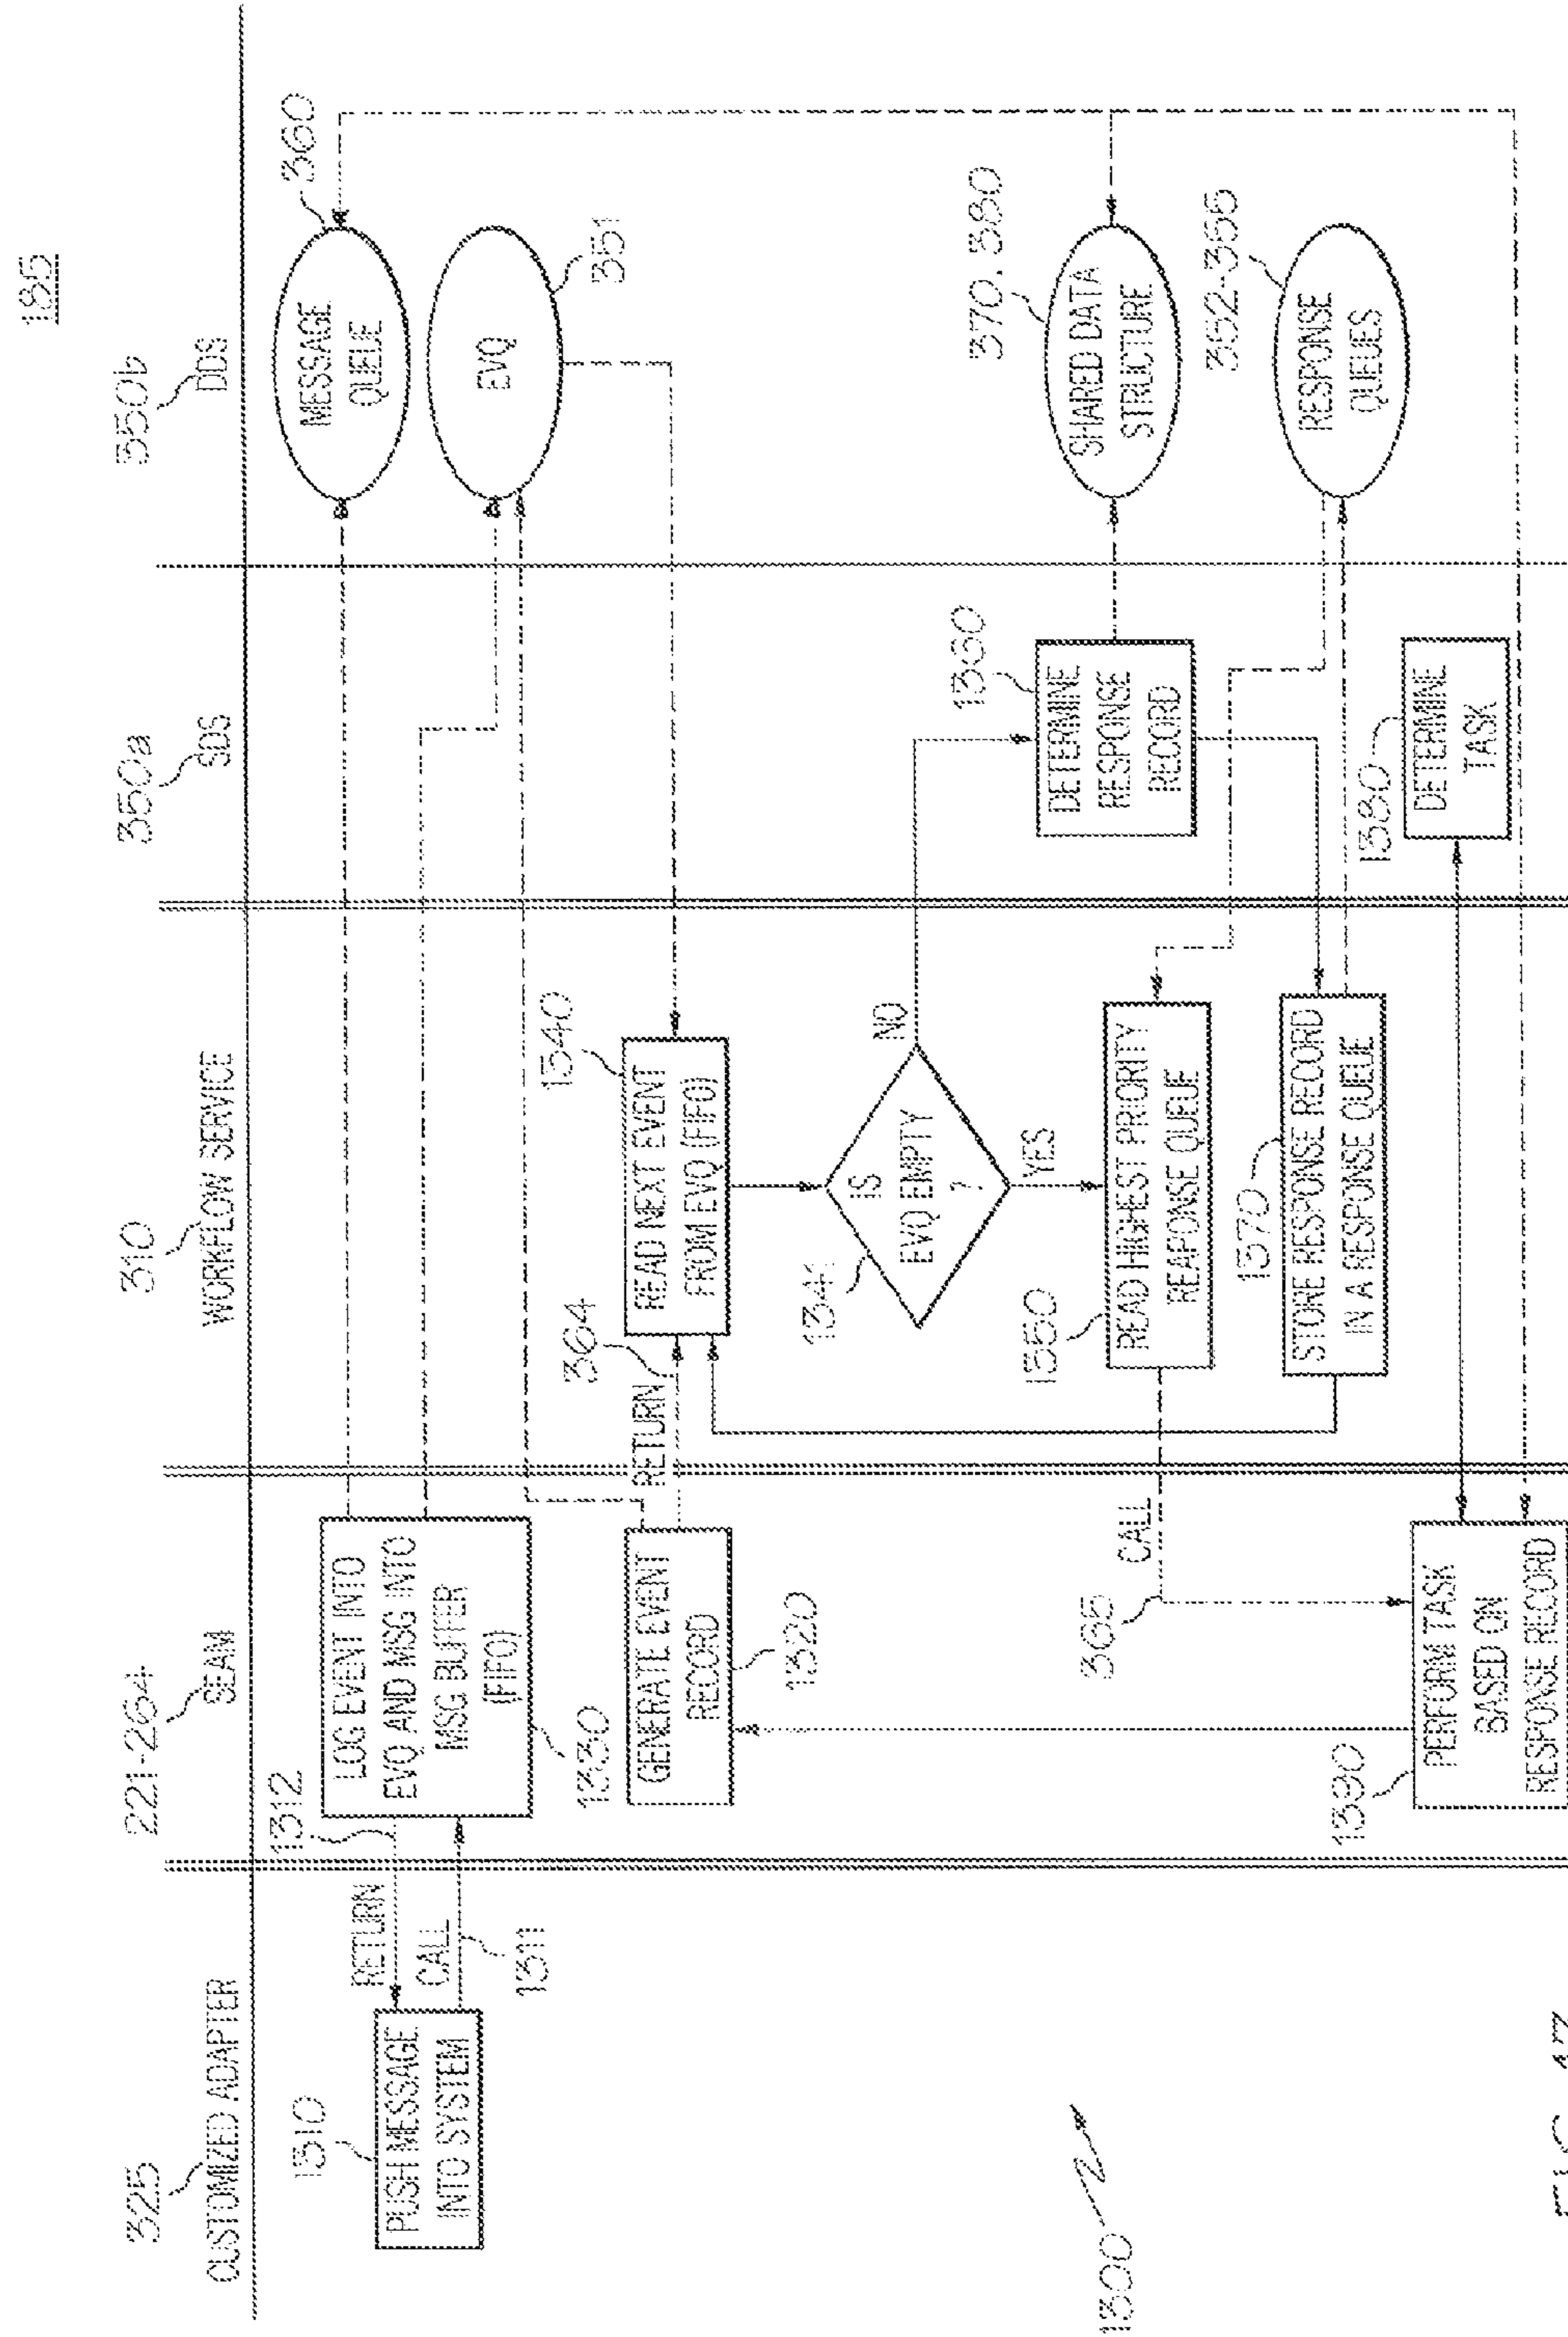 185
325
CUSTOMIZED ADAPTER
221-264
SEAM
310
WORKFLOW SERVICE
350a
SDS
350b
DDS
1310
PUSH MESSAGE
INTO SYSTEM
RETURN
1312
CALL
1311
LOG EVENT INTO
EVQ AND MSG INTO
MSG BUFFER
(FIFO)
1330
MESSAGE
QUEUE
360
EVQ
351
GENERATE EVENT
RECORD
1320
RETURN
364
READ NEXT EVENT
FROM EVQ (FIFO)
1340
IS
EVQ EMPTY
?
1341
NO
YES
DETERMINE
RESPONSE
RECORD
1360
SHARED DATA
STRUCTURE
370, 380
READ HIGHEST PRIORITY
REAPONSE QUEUE
1350
CALL
365
STORE RESPONSE RECORD
IN A RESPONSE QUEUE
1370
RESPONSE
QUEUES
352-355
DETERMINE
TASK
1380
PERFORM TASK
BASED ON
RESPONSE RECORD
1390
1300